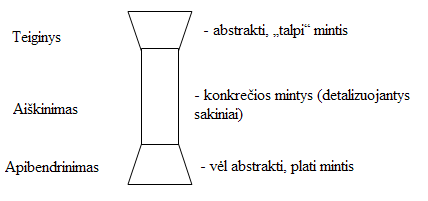 Teiginys
- abstrakti, „talpi“ mintis
Aiškinimas
- konkrečios mintys (detalizuojantys
sakiniai)
Apibendrinimas
- vėl abstrakti, plati mintis